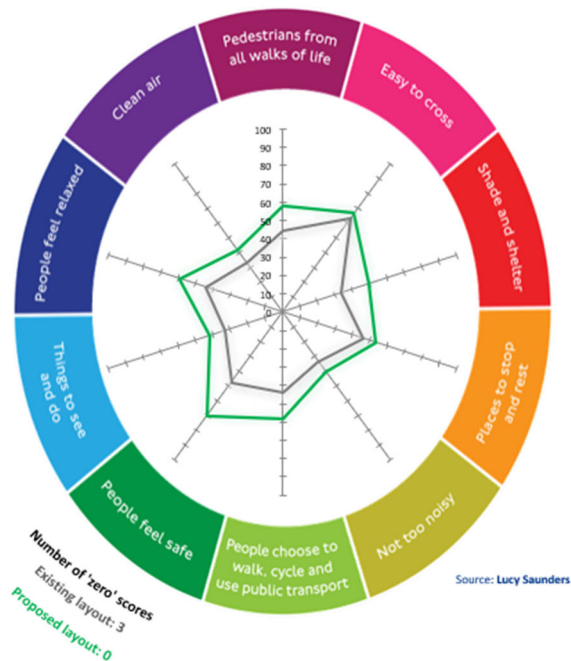 Pedestrians from
all walks of life
Easy to cross
Shade and shelter
Places to stop
and rest
Not too noisy
People choose to
walk, cycle and
use public transport
People feel safe
Things to see
and do
People feel relaxed
Clean air
100
90
80
70
60
50
40
30
20
10
0
Number of 'zero' scores
Existing layout: 3
Proposed layout: 0
Source: Lucy Saunders